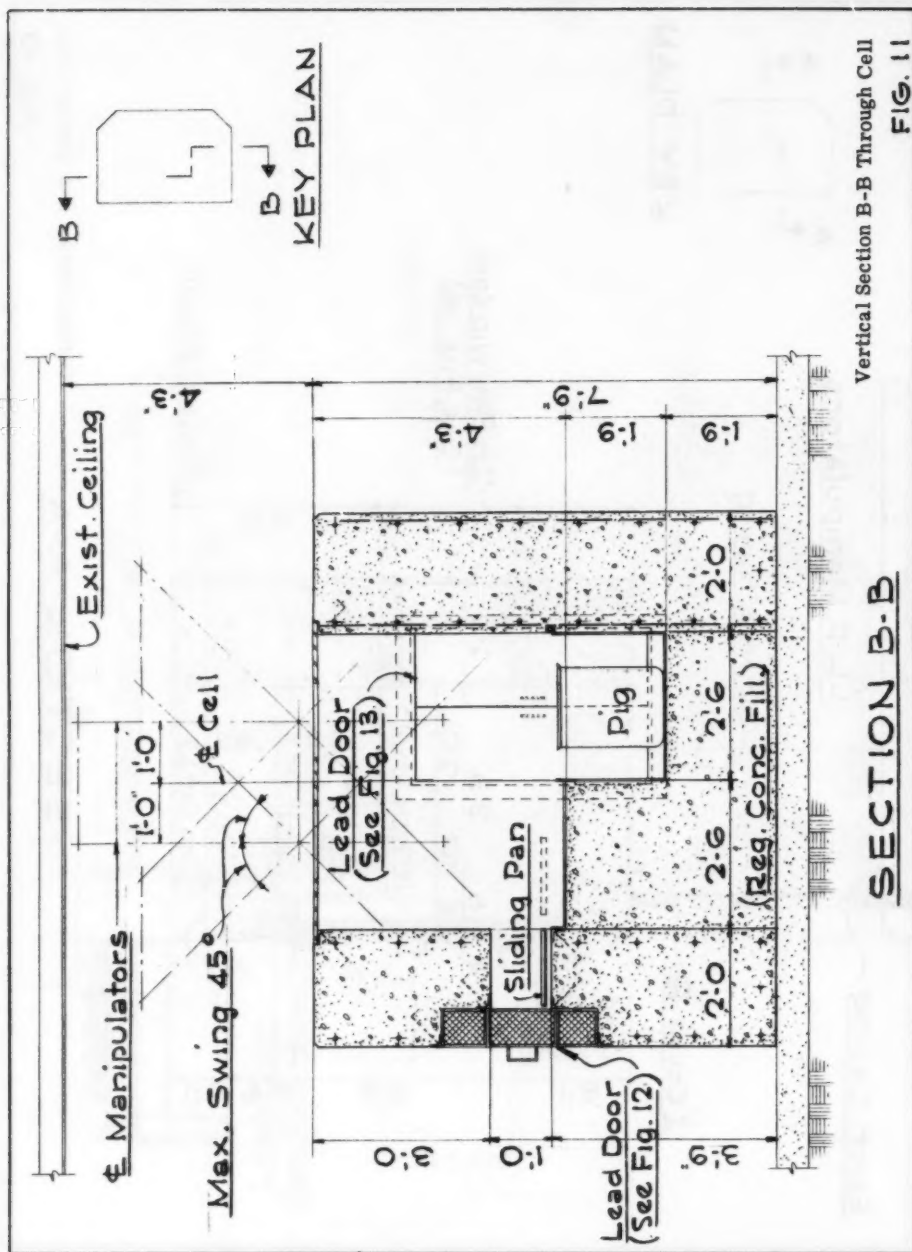 B
B
KEY PLAN
Exist. Ceiling
4'-3"
℄ Manipulators
1'-0" 1'-0
℄ Cell
Max. Swing 45°
Lead Door
(See Fig. 13)
3'-0
1'-0
Sliding Pan
Pig
4'-3"
1'-9"
1'-9"
7'-9"
Lead Door
(See Fig. 12)
3'-9"
2'-0
2'-6
2'-6
2'-0
(Reg. Conc. Fill)
SECTION B-B
Vertical Section B-B Through Cell
FIG. 11